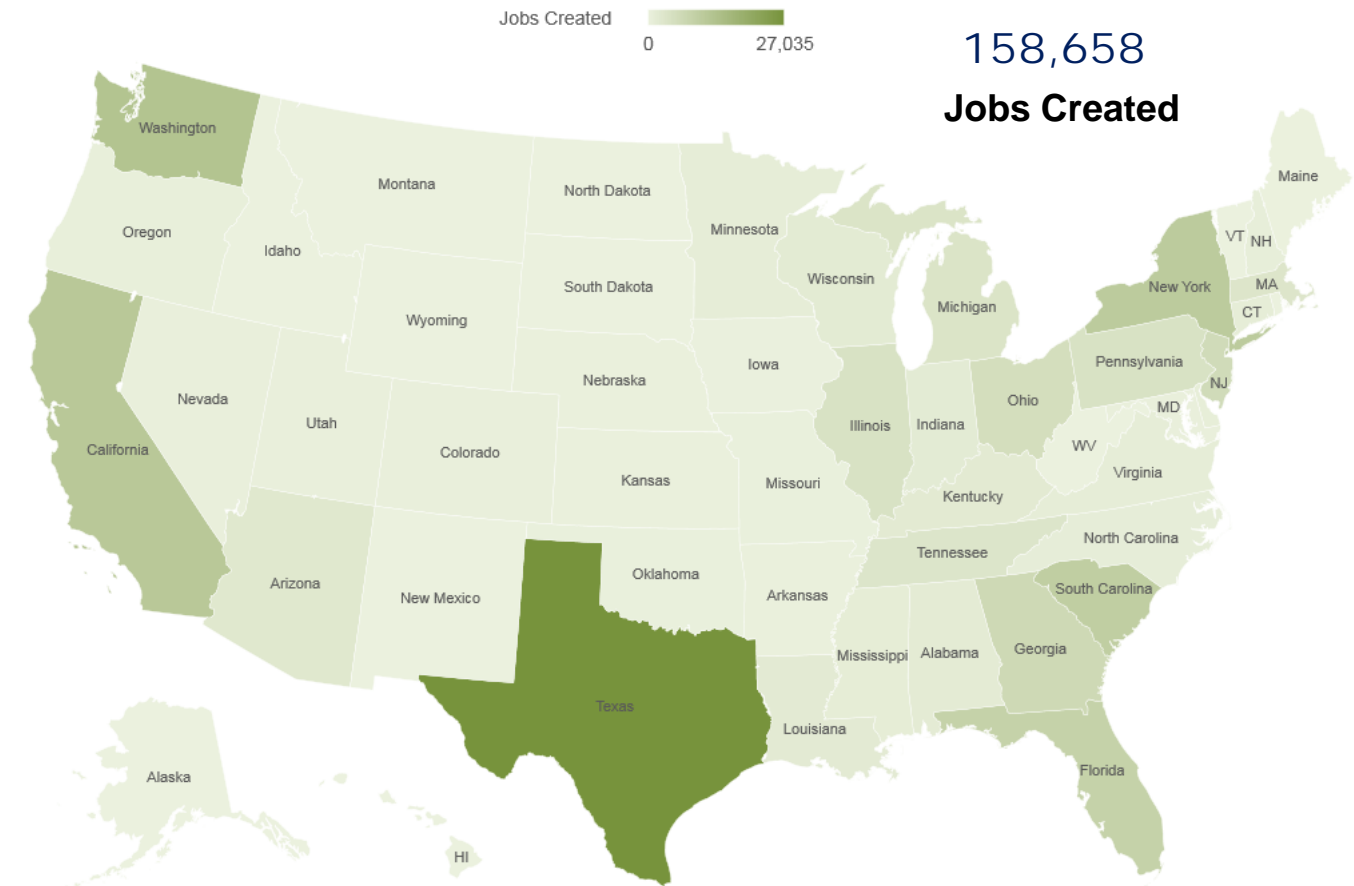 Jobs Created
0 27,035
158,658
Jobs Created
Washington
Montana
North Dakota
Minnesota
Maine
Oregon
Idaho
VT
NH
South Dakota
Wisconsin
New York
MA
Michigan
CT
Wyoming
Iowa
Pennsylvania
Nebraska
NJ
Nevada
Ohio
MD
Utah
Illinois
Indiana
California
Colorado
WV
Kansas
Missouri
Virginia
Kentucky
North Carolina
Tennessee
Oklahoma
Arizona
New Mexico
Arkansas
South Carolina
Georgia
Mississippi
Alabama
Texas
Louisiana
Florida
Alaska
HI